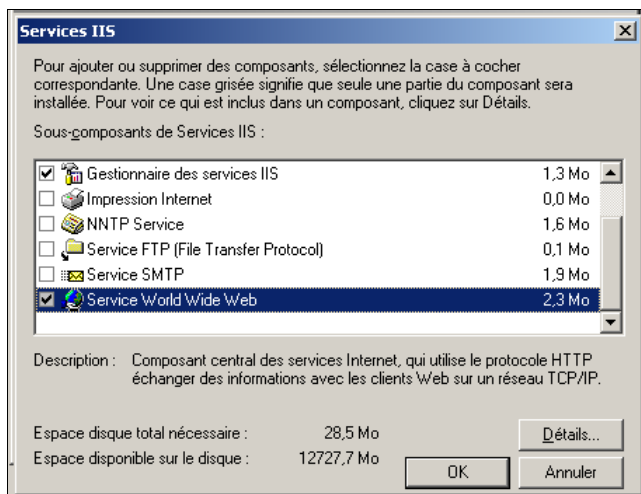 Services IIS
Pour ajouter ou supprimer des composants, sélectionnez la case à cocher
correspondante. Une case grisée signifie que seule une partie du composant sera
installée. Pour voir ce qui est inclus dans un composant, cliquez sur Détails.
Sous-composants de Services IIS :
Gestionnaire des services IIS 1,3 Mo
Impression Internet 0,0 Mo
NNTP Service 1,6 Mo
Service FTP (File Transfer Protocol) 0,1 Mo
Service SMTP 1,9 Mo
Service World Wide Web 2,3 Mo
Description : Composant central des services Internet, qui utilise le protocole HTTP
échanger des informations avec les clients Web sur un réseau TCP/IP.
Espace disque total nécessaire : 28,5 Mo
Détails...
Espace disponible sur le disque : 12727,7 Mo
OK Annuler